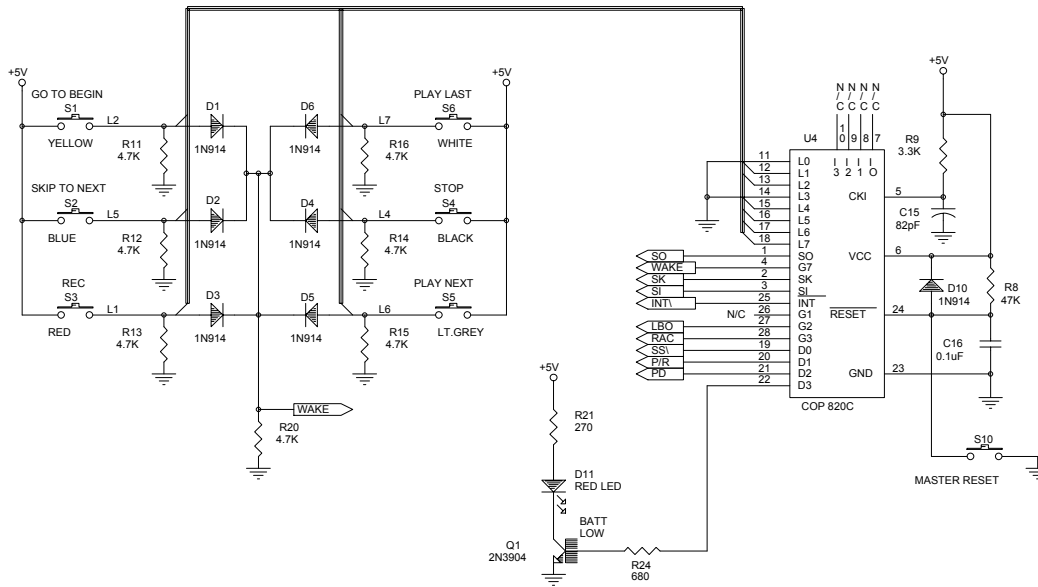 +5V
+5V
GO TO BEGIN
S1
L2
YELLOW
D1
1N914
D6
1N914
L7
PLAY LAST
S6
WHITE
R11
4.7K
R16
4.7K
SKIP TO NEXT
S2
L5
BLUE
D2
1N914
D4
1N914
L4
STOP
S4
BLACK
R12
4.7K
R14
4.7K
REC
S3
L1
RED
D3
1N914
D5
1N914
L6
PLAY NEXT
S5
LT.GREY
R13
4.7K
R15
4.7K
WAKE
R20
4.7K
+5V
N/C
N/C
N/C
N/C
U4
10
9
8
7
I3
I2
I1
IO
11
L0
12
L1
13
L2
14
L3
15
L4
16
L5
17
L6
18
L7
SO
1
SO
WAKE
4
G7
SK
2
SK
SI
3
SI
INT\
25
INT
N/C
26
G1
LBO
27
G2
RAC
28
G3
SS\
19
D0
P/R
20
D1
PD
21
D2
22
D3
CKI
5
VCC
6
RESET
24
GND
23
COP 820C
R9
3.3K
C15
82pF
D10
1N914
R8
47K
C16
0.1uF
S10
MASTER RESET
+5V
R21
270
D11
RED LED
BATT
LOW
Q1
2N3904
R24
680